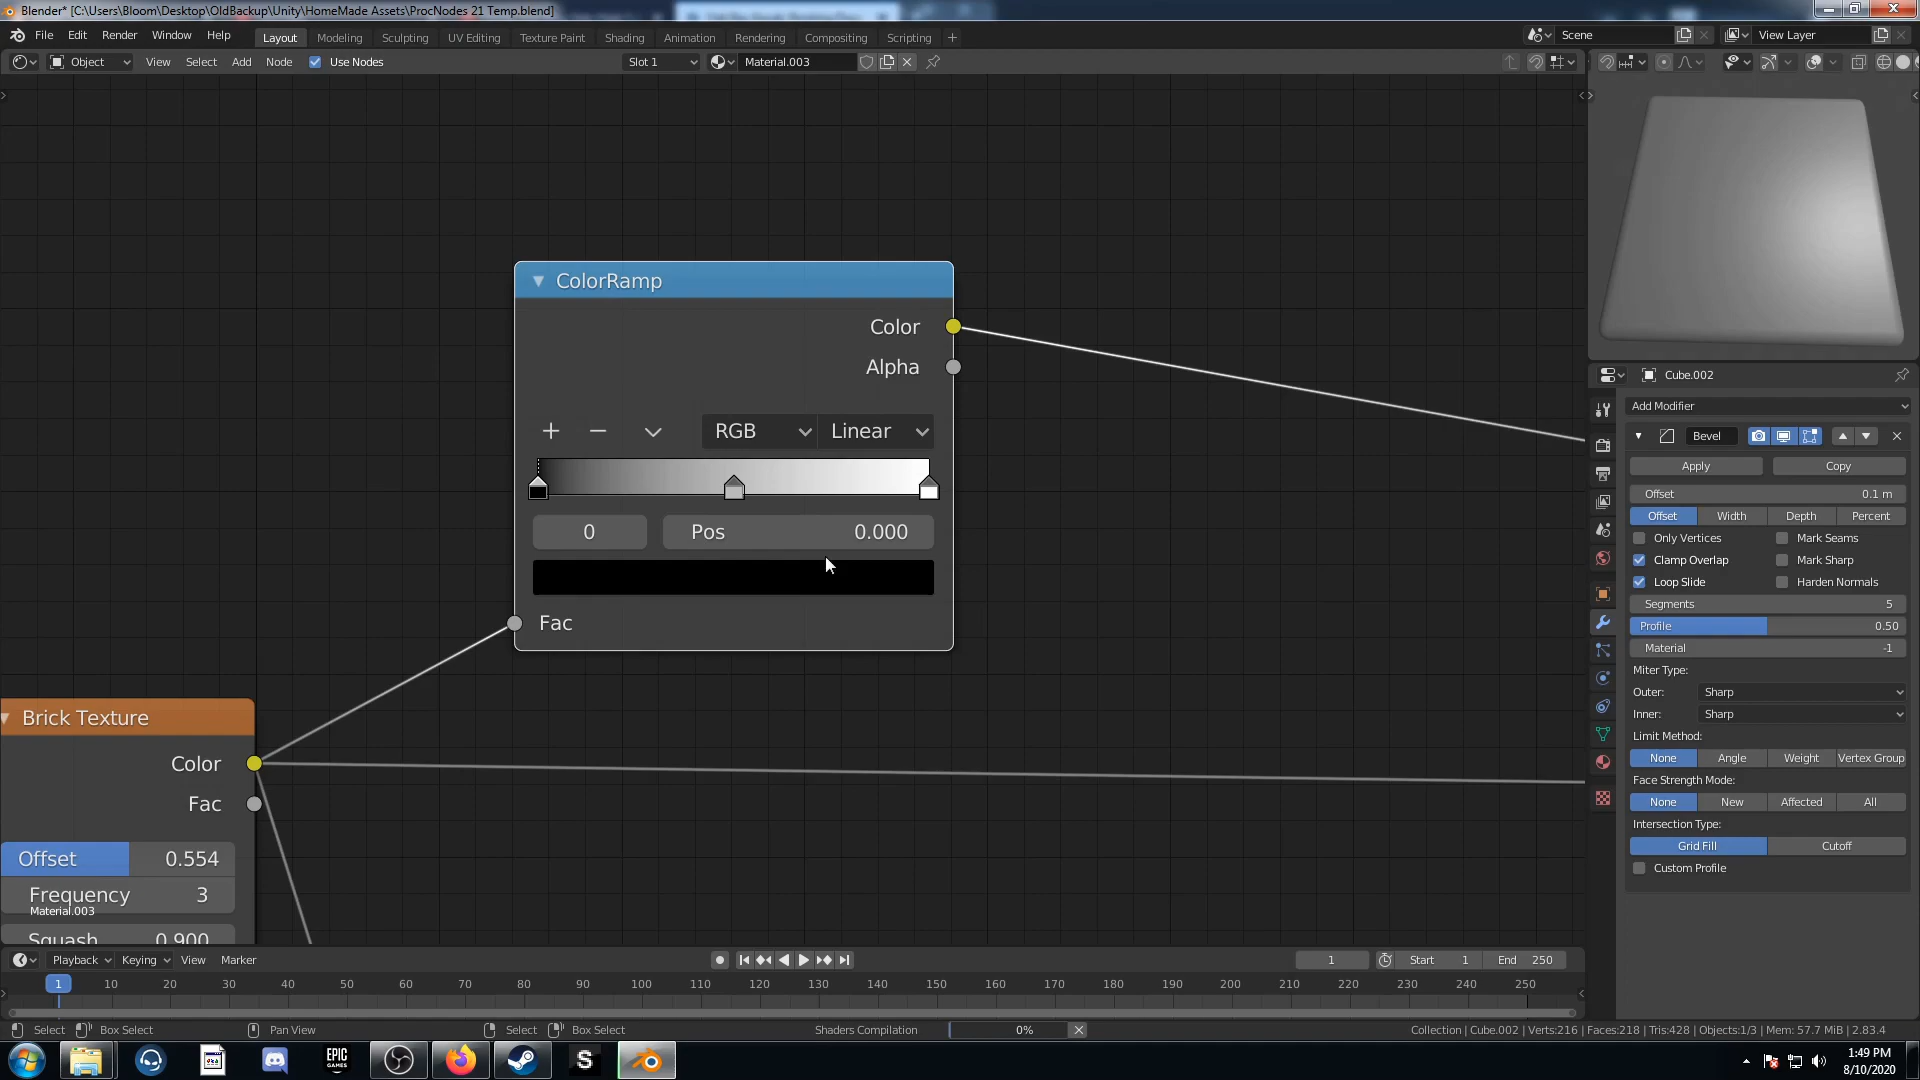 Blender* [C:\Users\Bloom\Desktop\OldBackup\Unity\HomeMade Assets\ProcNodes 21 Temp.blend]
File Edit Render Window Help Layout Modeling Sculpting UV Editing Texture Paint Shading Animation Rendering Compositing Scripting + Scene View Layer
Object View Select Add Node Use Nodes Slot 1 Material.003
ColorRamp
Color
Alpha
RGB Linear
0 Pos 0.000
Fac
Brick Texture
Color
Fac
Offset 0.554
Frequency 3
Material.003
Squash 0.900
Cube.002
Add Modifier
Bevel
Apply Copy
Offset 0.1 m
Offset Width Depth Percent
Only Vertices Mark Seams
Clamp Overlap Mark Sharp
Loop Slide Harden Normals
Segments 5
Profile 0.50
Material -1
Miter Type:
Outer: Sharp
Inner: Sharp
Limit Method:
None Angle Weight Vertex Group
Face Strength Mode:
None New Affected All
Intersection Type:
Grid Fill Cutoff
Custom Profile
Playback Keying View Marker 1 Start 1 End 250
1 10 20 30 40 50 60 70 80 90 100 110 120 130 140 150 160 170 180 190 200 210 220 230 240 250
Select Box Select Pan View Select Box Select Shaders Compilation 0% Collection | Cube.002 | Verts:216 | Faces:218 | Tris:428 | Objects:1/3 | Mem: 57.7 MiB | 2.83.4
EPIC GAMES
S
1:49 PM
8/10/2020